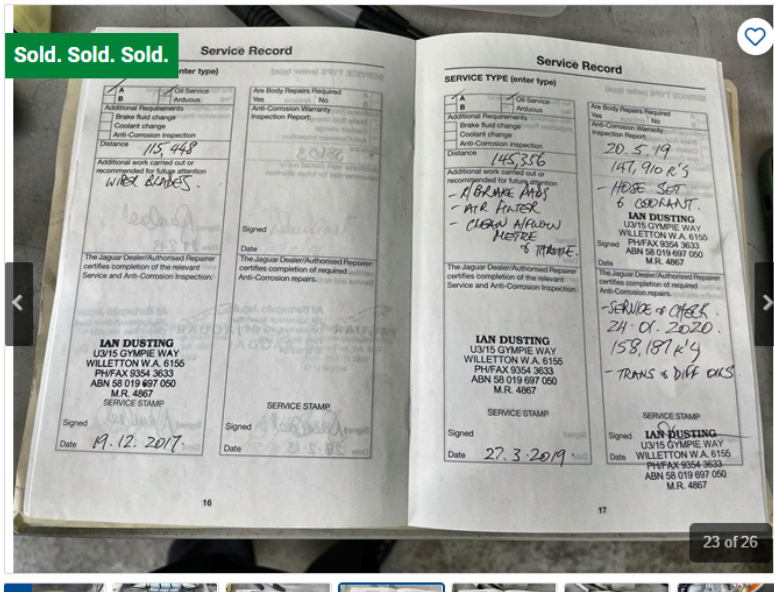 Sold. Sold. Sold.
Service Record
enter type)
A
Oil Service
B
Arduous
Additional Requirements
Brake fluid change
Coolant change
Anti-Corrosion inspection
Distance
115,448
Additional work carried out or
recommended for future attention
WIPER BLADES.
The Jaguar Dealer/Authorised Repairer
certifies completion of the relevant
Service and Anti-Corrosion Inspection.
IAN DUSTING
U3/15 GYMPIE WAY
WILLETTON W.A. 6155
PH/FAX 9354 3633
ABN 58 019 697 050
M.R. 4867
SERVICE STAMP
Signed
Date 19.12.2017.
Are Body Repairs Required
Yes No
Anti-Corrosion Warranty
Inspection Report:
Signed
Date
The Jaguar Dealer/Authorised Repairer
certifies completion of required
Anti-Corrosion repairs.
SERVICE STAMP
Signed
Date
16
Service Record
SERVICE TYPE (enter type)
A
Oil Service
B
Arduous
Additional Requirements
Brake fluid change
Coolant change
Anti-Corrosion inspection
Distance
145,356
Additional work carried out or
recommended for future attention
- R/BRAKE PADS
- AIR FILTER
- CLEAN A/FLOW
METRE
& THROTTLE.
The Jaguar Dealer/Authorised Repairer
certifies completion of the relevant
Service and Anti-Corrosion Inspection.
IAN DUSTING
U3/15 GYMPIE WAY
WILLETTON W.A. 6155
PH/FAX 9354 3633
ABN 58 019 697 050
M.R. 4867
SERVICE STAMP
Signed
Date 27.3.2019.
Are Body Repairs Required
Yes No
Anti-Corrosion Warranty
Inspection Report:
20.5.19
147,910 K'S
- HOSE SET
& COOLANT.
IAN DUSTING
U3/15 GYMPIE WAY
WILLETTON W.A. 6155
Signed PH/FAX 9354 3633
ABN 58 019 697 050
Date M.R. 4867
The Jaguar Dealer/Authorised Repairer
certifies completion of required
Anti-Corrosion repairs.
- SERVICE & CHECK.
24.01.2020.
158,187 K'S
- TRANS & DIFF OILS.
SERVICE STAMP
Signed IAN DUSTING
U3/15 GYMPIE WAY
Date WILLETTON W.A. 6155
PH/FAX 9354 3633
ABN 58 019 697 050
M.R. 4867
17
23 of 26